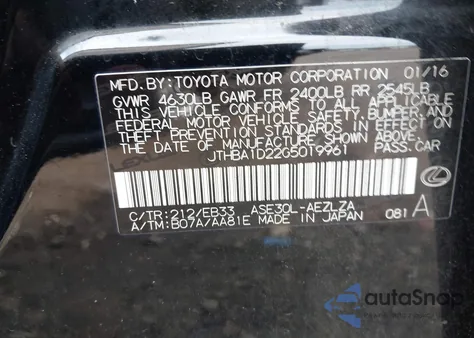 MFD. BY: TOYOTA MOTOR CORPORATION 01/16
GVWR 4630LB GAWR FR 2400LB RR 2545LB
THIS VEHICLE CONFORMS TO ALL APPLICABLE
FEDERAL MOTOR VEHICLE SAFETY, BUMPER, AND
THEFT PREVENTION STANDARDS IN EFFECT ON
THE DATE OF MANUFACTURE SHOWN ABOVE.
JTHBA1D22G5019961 PASS.CAR
C/TR:212/EB33 ASE30L-AEZLZA
A/TM:B07A/AA81E MADE IN JAPAN 081 A
autoSnap